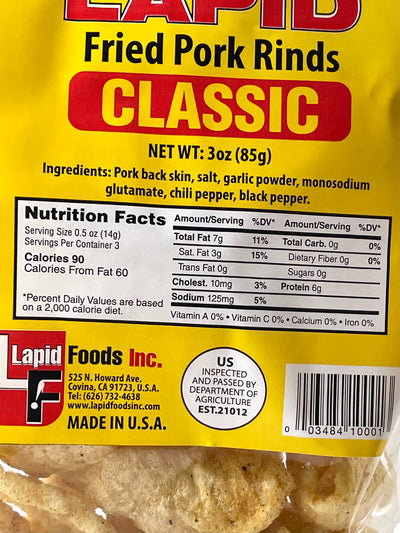 LAPID
Fried Pork Rinds
CLASSIC
NET WT: 3oz (85g)
Ingredients: Pork back skin, salt, garlic powder, monosodium
glutamate, chili pepper, black pepper.
Nutrition Facts
Serving Size 0.5 oz (14g)
Servings Per Container 3
Calories 90
Calories From Fat 60
*Percent Daily Values are based
on a 2,000 calorie diet.
Amount/Serving %DV* Amount/Serving %DV*
Total Fat 7g 11% Total Carb. 0g 0%
Sat. Fat 3g 15% Dietary Fiber 0g 0%
Trans Fat 0g Sugars 0g
Cholest. 10mg 3% Protein 6g
Sodium 125mg 5%
Vitamin A 0% • Vitamin C 0% • Calcium 0% • Iron 0%
Lapid Foods Inc.
LF
525 N. Howard Ave.
Covina, CA 91723, U.S.A.
Tel: (626) 732-4638
www.lapidfoodsinc.com
MADE IN U.S.A.
US
INSPECTED
AND PASSED BY
DEPARTMENT OF
AGRICULTURE
EST.21012
0 03484 10001